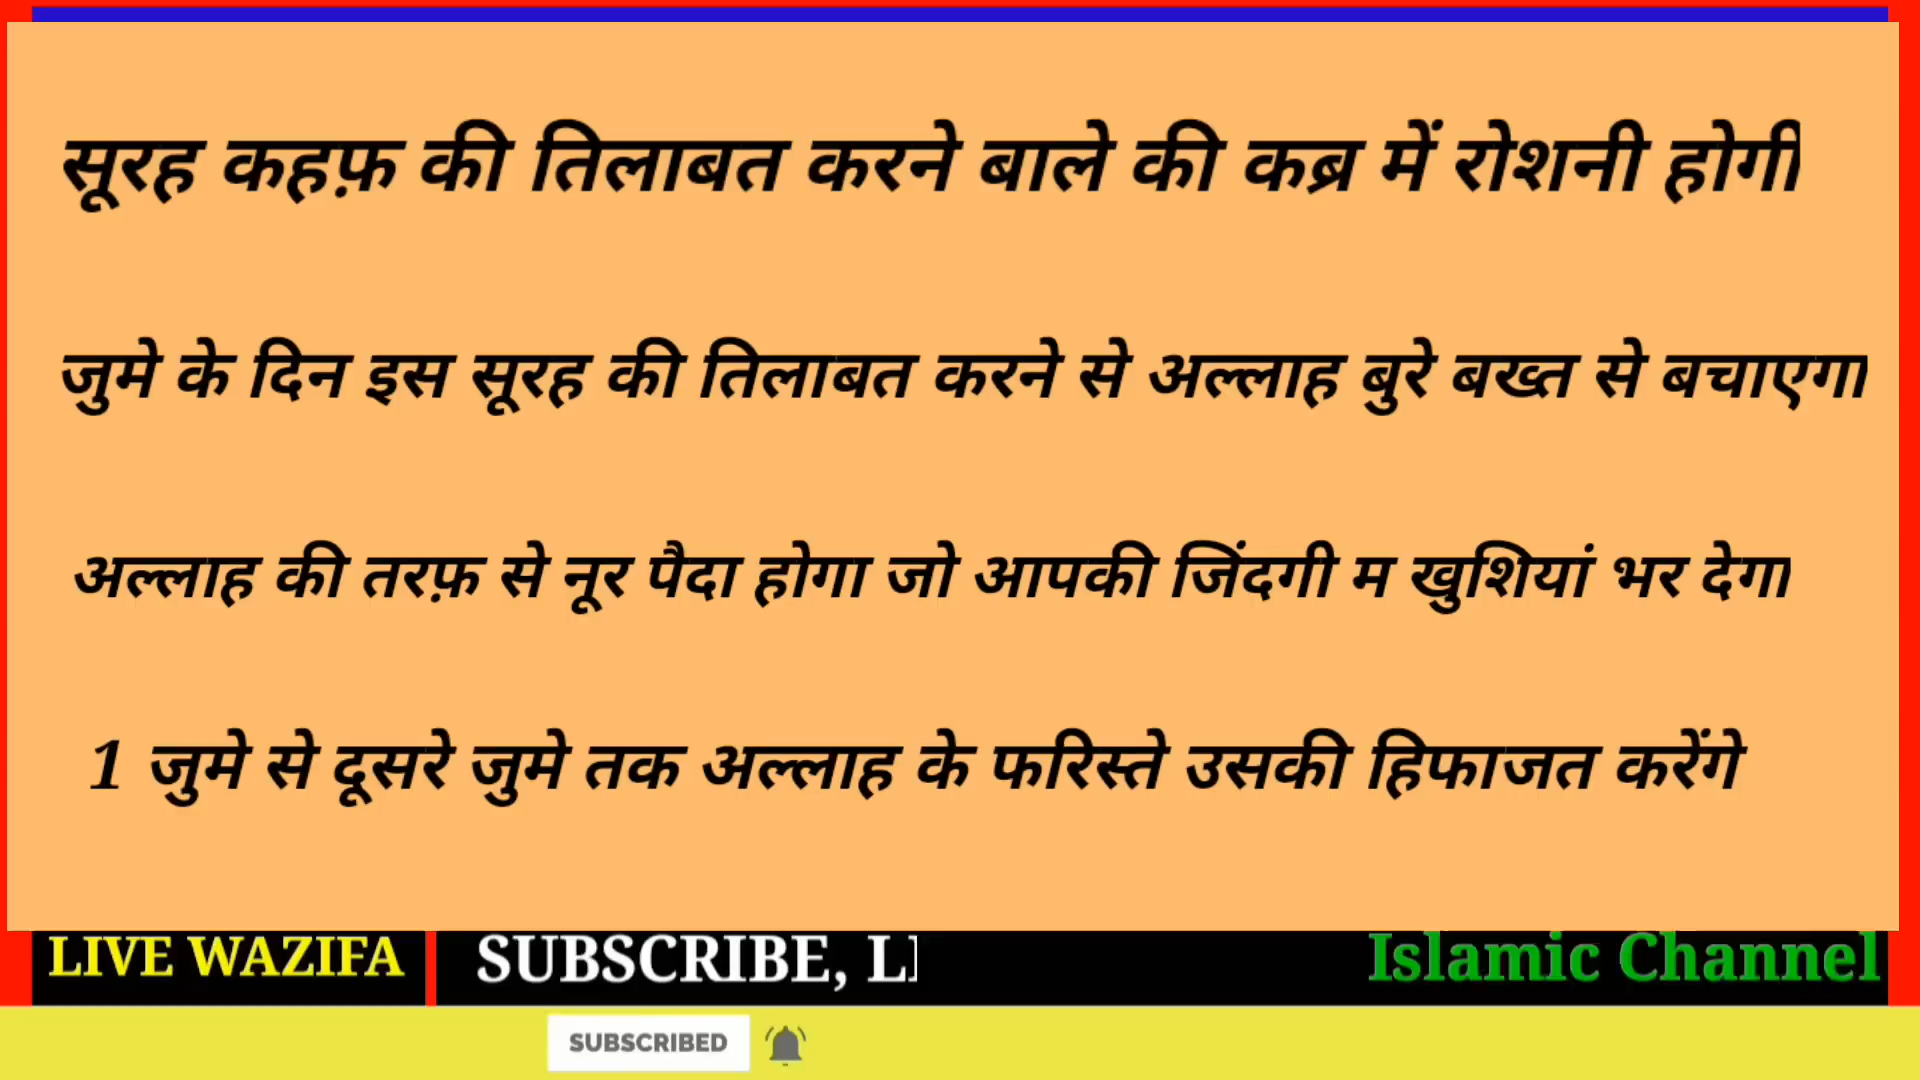 सूरह कहफ़ की तिलाबत करने बाले की कब्र में रोशनी होगी
जुमे के दिन इस सूरह की तिलाबत करने से अल्लाह बुरे बख्त से बचाएगा
अल्लाह की तरफ़ से नूर पैदा होगा जो आपकी जिंदगी म खुशियां भर देगा
1 जुमे से दूसरे जुमे तक अल्लाह के फरिस्ते उसकी हिफाजत करेंगे
LIVE WAZIFA SUBSCRIBE, L Islamic Channel
SUBSCRIBED